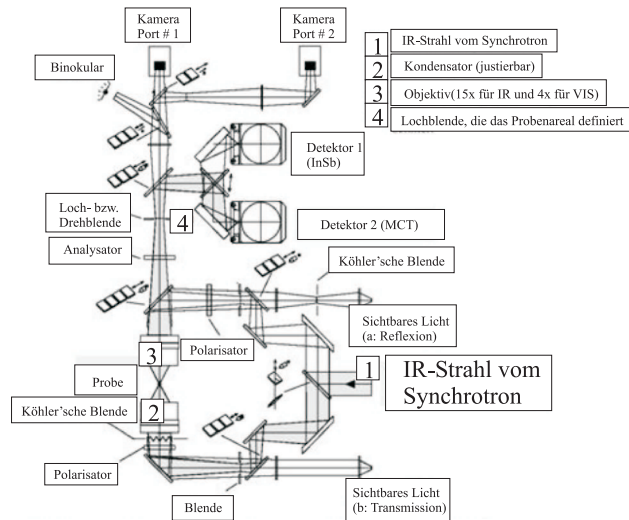 Kamera
Port # 1
Kamera
Port # 2
1 IR-Strahl vom Synchrotron
2 Kondensator (justierbar)
3 Objektiv(15x für IR und 4x für VIS)
4 Lochblende, die das Probenareal definiert
Binokular
Detektor 1
(InSb)
Loch- bzw.
Drehblende
4
Detektor 2 (MCT)
Analysator
Köhler'sche Blende
Sichtbares Licht
(a: Reflexion)
Polarisator
3
1
IR-Strahl vom
Synchrotron
Probe
2
Köhler'sche Blende
Polarisator
Blende
Sichtbares Licht
(b: Transmission)